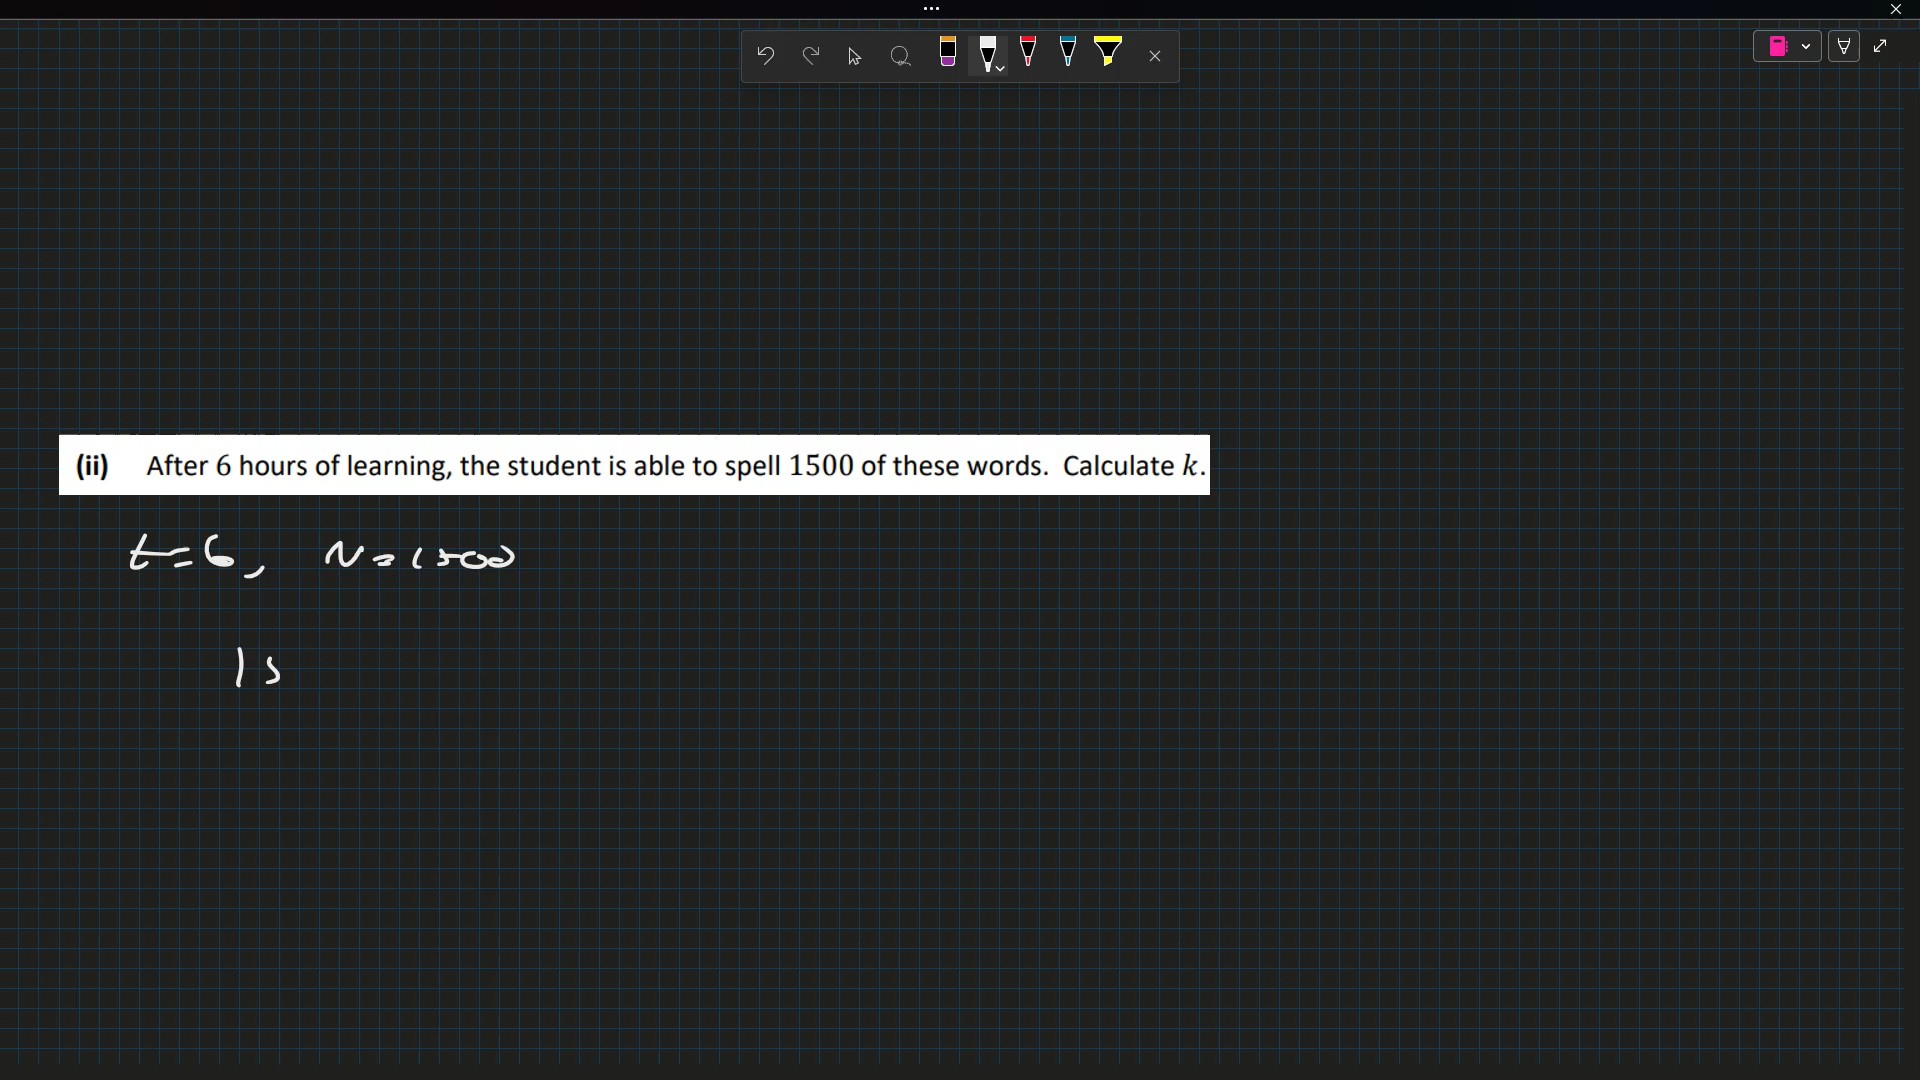 (ii) After 6 hours of learning, the student is able to spell 1500 of these words. Calculate k.
t=6, N=1500
15